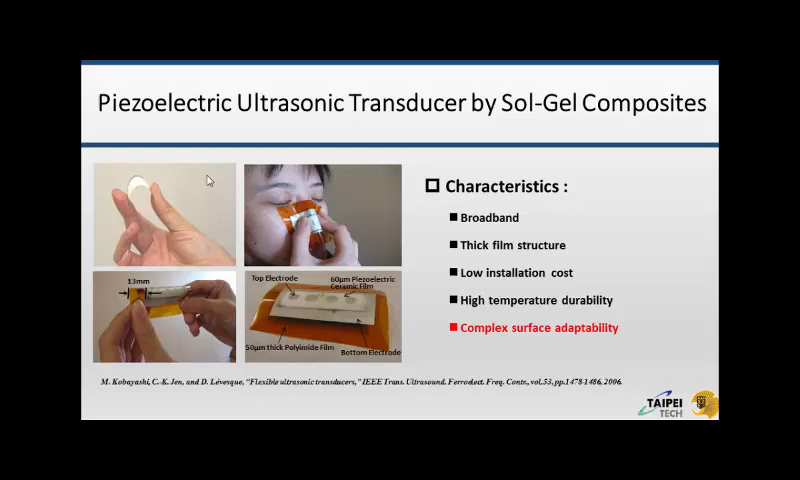 Piezoelectric Ultrasonic Transducer by Sol-Gel Composites
Characteristics :
Broadband
Thick film structure
Low installation cost
High temperature durability
Complex surface adaptability
13mm
Top Electrode
60μm Piezoelectric
Ceramic Film
50μm thick Polyimide Film
Bottom Electrode
M. Kobayashi, C.-K. Jen, and D. Lévesque, “Flexible ultrasonic transducers,” IEEE Trans. Ultrasound. Ferroelect. Freq. Contr., vol.53, pp.1478-1486, 2006.
TAIPEI
TECH